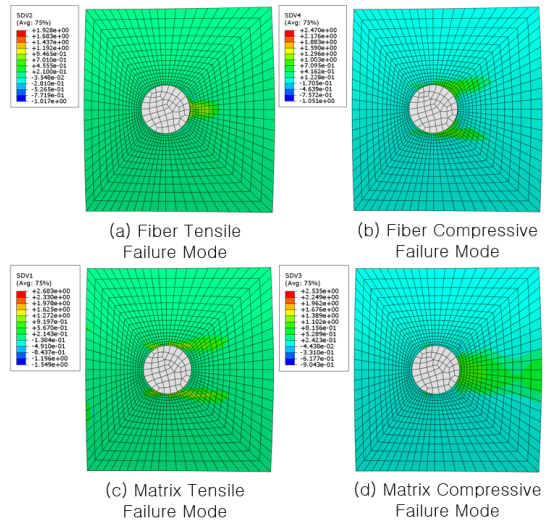 SDV2
(Avg: 75%)
+1.928e+00
+1.683e+00
+1.437e+00
+1.192e+00
+9.465e-01
+7.010e-01
+4.555e-01
+2.100e-01
-3.548e-02
-2.810e-01
-5.265e-01
-7.719e-01
-1.017e+00
SDV4
(Avg: 75%)
+2.470e+00
+2.176e+00
+1.883e+00
+1.590e+00
+1.296e+00
+1.003e+00
+7.095e-01
+4.162e-01
+1.228e-01
-1.705e-01
-4.639e-01
-7.572e-01
-1.051e+00
(a) Fiber Tensile
Failure Mode
(b) Fiber Compressive
Failure Mode
SDV1
(Avg: 75%)
+2.683e+00
+2.330e+00
+1.978e+00
+1.625e+00
+1.272e+00
+9.197e-01
+5.670e-01
+2.143e-01
-1.384e-01
-4.910e-01
-8.437e-01
-1.196e+00
-1.549e+00
SDV3
(Avg: 75%)
+2.535e+00
+2.249e+00
+1.962e+00
+1.676e+00
+1.389e+00
+1.102e+00
+8.156e-01
+5.289e-01
+2.423e-01
-4.438e-02
-3.310e-01
-6.177e-01
-9.043e-01
(c) Matrix Tensile
Failure Mode
(d) Matrix Compressive
Failure Mode